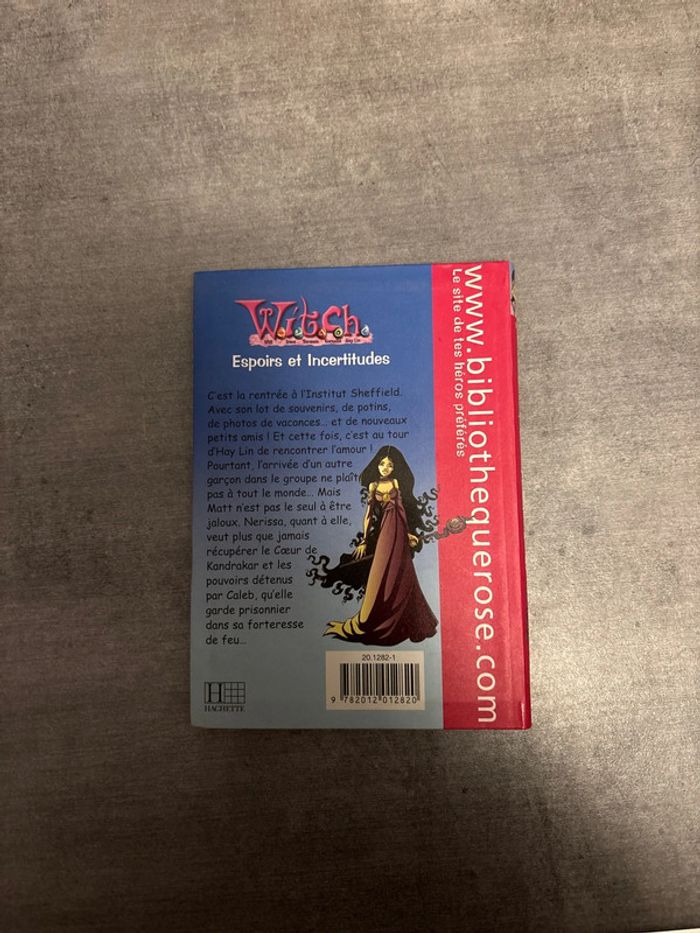 W.i.t.c.h.
Will Irma Taranee Cornelia Hay Lin
Espoirs et Incertitudes
C'est la rentrée à l'Institut Sheffield.
Avec son lot de souvenirs, de potins,
de photos de vacances... et de nouveaux
petits amis ! Et cette fois, c'est au tour
d'Hay Lin de rencontrer l'amour !
Pourtant, l'arrivée d'un autre
garçon dans le groupe ne plaît
pas à tout le monde... Mais
Matt n'est pas le seul à être
jaloux. Nerissa, quant à elle,
veut plus que jamais
récupérer le Cœur de
Kandrakar et les
pouvoirs détenus
par Caleb, qu'elle
garde prisonnier
dans sa forteresse
de feu...
H
HACHETTE
20.1282-1
9 782012 012820
www.bibliothequerose.com
Le site de tes héros préférés